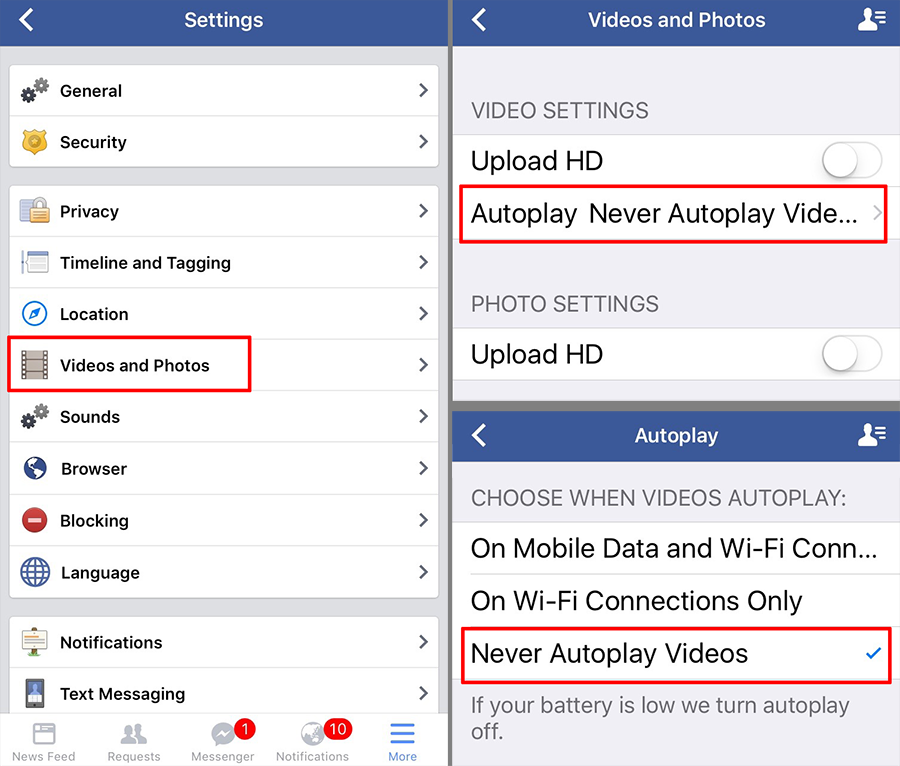 Settings
General
Security
Privacy
Timeline and Tagging
Location
Videos and Photos
Sounds
Browser
Blocking
Language
Notifications
Text Messaging
1
10
News Feed
Requests
Messenger
Notifications
More
Videos and Photos
VIDEO SETTINGS
Upload HD
Autoplay Never Autoplay Vide...
PHOTO SETTINGS
Upload HD
Autoplay
CHOOSE WHEN VIDEOS AUTOPLAY:
On Mobile Data and Wi-Fi Conn...
On Wi-Fi Connections Only
Never Autoplay Videos
If your battery is low we turn autoplay
off.